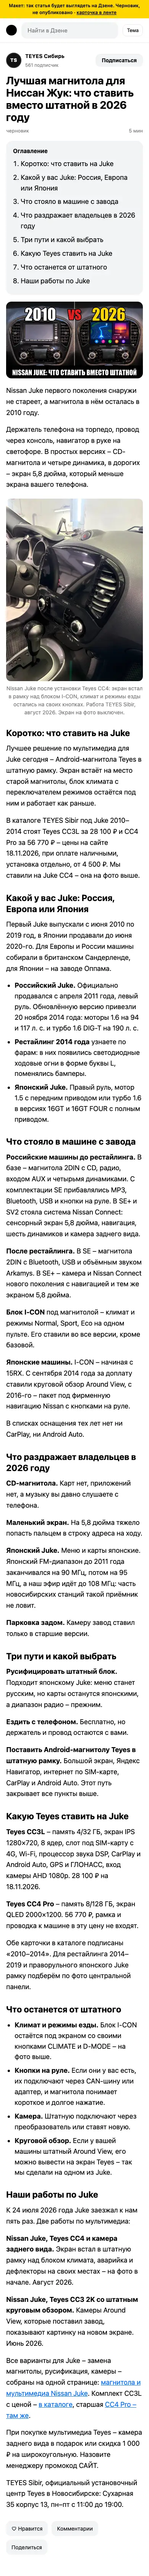 Макет: так статья будет выглядеть на Дзене. Черновик,
не опубликовано · карточка в ленте
Найти в Дзене
Тема
TS
TEYES Сибирь
561 подписчик
Подписаться
Лучшая магнитола для
Ниссан Жук: что ставить
вместо штатной в 2026
году
черновик
5 мин
Оглавление
1. Коротко: что ставить на Juke
2. Какой у вас Juke: Россия, Европа
или Япония
3. Что стояло в машине с завода
4. Что раздражает владельцев в 2026
году
5. Три пути и какой выбрать
6. Какую Teyes ставить на Juke
7. Что останется от штатного
8. Наши работы по Juke
2010
VS
2026
NISSAN JUKE: ЧТО СТАВИТЬ ВМЕСТО ШТАТНОЙ
Nissan Juke первого поколения снаружи
не стареет, а магнитола в нём осталась в
2010 году.
Держатель телефона на торпедо, провод
через консоль, навигатор в руке на
светофоре. В простых версиях – CD-
магнитола и четыре динамика, в дорогих
– экран 5,8 дюйма, который меньше
экрана вашего телефона.
Nissan Juke после установки Teyes CC4: экран встал
в рамку над блоком I-CON, климат и режимы езды
остались на своих кнопках. Работа TEYES Sibir,
август 2026. Экран на фото выключен.
Коротко: что ставить на Juke
Лучшее решение по мультимедиа для
Juke сегодня – Android-магнитола Teyes в
штатную рамку. Экран встаёт на место
старой магнитолы, блок климата с
переключателем режимов остаётся под
ним и работает как раньше.
В каталоге TEYES Sibir под Juke 2010–
2014 стоят Teyes CC3L за 28 100 ₽ и CC4
Pro за 56 770 ₽ – цены на сайте
18.11.2026, при оплате наличными,
установка отдельно, от 4 500 ₽. Мы
ставили на Juke CC4 – она на фото выше.
Какой у вас Juke: Россия,
Европа или Япония
Первый Juke выпускали с июня 2010 по
2019 год, в Японии продавали до июня
2020-го. Для Европы и России машины
собирали в британском Сандерленде,
для Японии – на заводе Оппама.
• Российский Juke. Официально
продавался с апреля 2011 года, левый
руль. Обновлённую версию привезли
20 ноября 2014 года: моторы 1.6 на 94
и 117 л. с. и турбо 1.6 DIG-T на 190 л. с.
• Рестайлинг 2014 года узнаете по
фарам: в них появились светодиодные
ходовые огни в форме буквы L,
поменялись бамперы.
• Японский Juke. Правый руль, мотор
1.5 с передним приводом или турбо 1.6
в версиях 16GT и 16GT FOUR с полным
приводом.
Что стояло в машине с завода
Российские машины до рестайлинга. В
базе – магнитола 2DIN с CD, радио,
входом AUX и четырьмя динамиками. С
комплектации SE прибавлялись MP3,
Bluetooth, USB и кнопки на руле. В SE+ и
SV2 стояла система Nissan Connect:
сенсорный экран 5,8 дюйма, навигация,
шесть динамиков и камера заднего вида.
После рестайлинга. В SE – магнитола
2DIN с Bluetooth, USB и объёмным звуком
Arkamys. В SE+ – камера и Nissan Connect
нового поколения с навигацией и тем же
экраном 5,8 дюйма.
Блок I-CON под магнитолой – климат и
режимы Normal, Sport, Eco на одном
пульте. Его ставили во все версии, кроме
базовой.
Японские машины. I-CON – начиная с
15RX. С сентября 2014 года за доплату
ставили круговой обзор Around View, с
2016-го – пакет под фирменную
навигацию Nissan с кнопками на руле.
В списках оснащения тех лет нет ни
CarPlay, ни Android Auto.
Что раздражает владельцев в
2026 году
CD-магнитола. Карт нет, приложений
нет, а музыку вы давно слушаете с
телефона.
Маленький экран. На 5,8 дюйма тяжело
попасть пальцем в строку адреса на ходу.
Японский Juke. Меню и карты японские.
Японский FM-диапазон до 2011 года
заканчивался на 90 МГц, потом на 95
МГц, а наш эфир идёт до 108 МГц: часть
новосибирских станций такой приёмник
не ловит.
Парковка задом. Камеру завод ставил
только в старшие версии.
Три пути и какой выбрать
Русифицировать штатный блок.
Подходит японскому Juke: меню станет
русским, но карты останутся японскими,
а диапазон радио – прежним.
Ездить с телефоном. Бесплатно, но
держатель и провод остаются с вами.
Поставить Android-магнитолу Teyes в
штатную рамку. Большой экран, Яндекс
Навигатор, интернет по SIM-карте,
CarPlay и Android Auto. Этот путь
закрывает все пункты выше.
Какую Teyes ставить на Juke
Teyes CC3L – память 4/32 ГБ, экран IPS
1280×720, 8 ядер, слот под SIM-карту с
4G, Wi-Fi, процессор звука DSP, CarPlay и
Android Auto, GPS и ГЛОНАСС, вход
камеры AHD 1080p. 28 100 ₽ на
18.11.2026.
Teyes CC4 Pro – память 8/128 ГБ, экран
QLED 2000×1200. 56 770 ₽, рамка и
проводка к машине в эту цену не входят.
Обе карточки в каталоге подписаны
«2010–2014». Для рестайлинга 2014–
2019 и праворульного японского Juke
рамку подберём по фото центральной
панели.
Что останется от штатного
• Климат и режимы езды. Блок I-CON
остаётся под экраном со своими
кнопками CLIMATE и D-MODE – на
фото выше.
• Кнопки на руле. Если они у вас есть,
их подключают через CAN-шину или
адаптер, и магнитола понимает
короткое и долгое нажатие.
• Камера. Штатную подключают через
преобразователь или ставят новую.
• Круговой обзор. Если у вашей
машины штатный Around View, его
можно вывести на экран Teyes – так
мы сделали на одном из Juke.
Наши работы по Juke
К 24 июля 2026 года Juke заезжал к нам
пять раз. Две работы по мультимедиа:
Nissan Juke, Teyes CC4 и камера
заднего вида. Экран встал в штатную
рамку над блоком климата, аварийка и
дефлекторы на своих местах – на фото в
начале. Август 2026.
Nissan Juke, Teyes CC3 2K со штатным
круговым обзором. Камеры Around
View, которые поставил завод,
показывают картинку на новом экране.
Июнь 2026.
Все варианты для Juke – замена
магнитолы, русификация, камеры –
собраны на одной странице: магнитола и
мультимедиа Nissan Juke. Комплект CC3L
с ценой – в каталоге, старшая CC4 Pro –
там же.
При покупке мультимедиа Teyes – камера
заднего вида в подарок или скидка 1 000
₽ на широкоугольную. Назовите
менеджеру промокод САЙТ.
TEYES Sibir, официальный установочный
центр Teyes в Новосибирске: Сухарная
35 корпус 13, пн–пт с 11:00 до 19:00.
Нравится
Комментарии
Поделиться